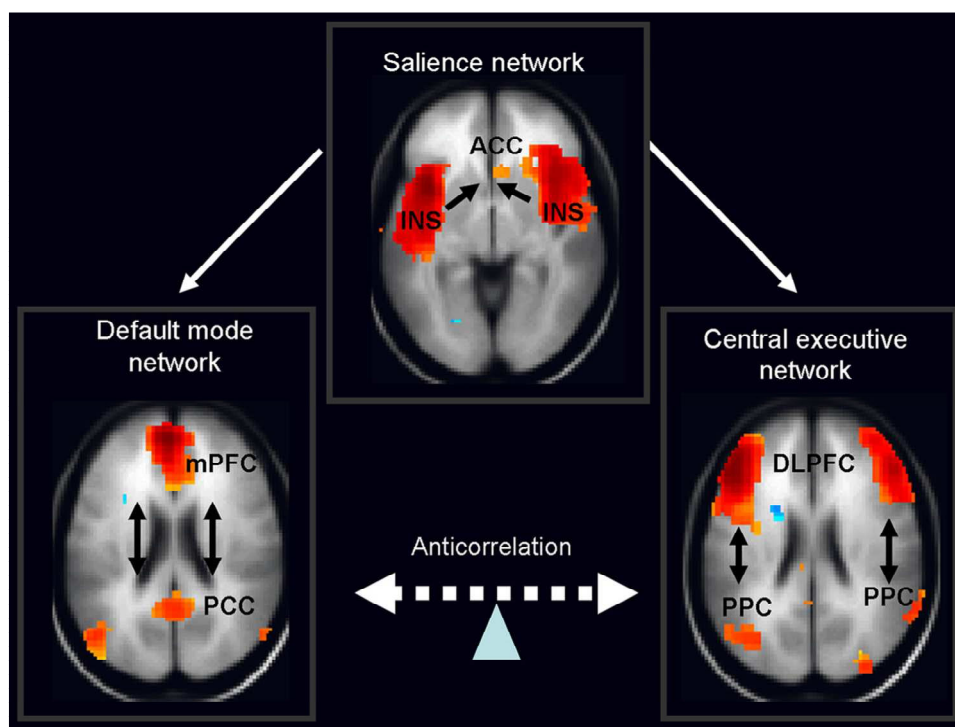 Salience network
ACC
INS
INS
Default mode
network
mPFC
PCC
Anticorrelation
Central executive
network
DLPFC
PPC
PPC